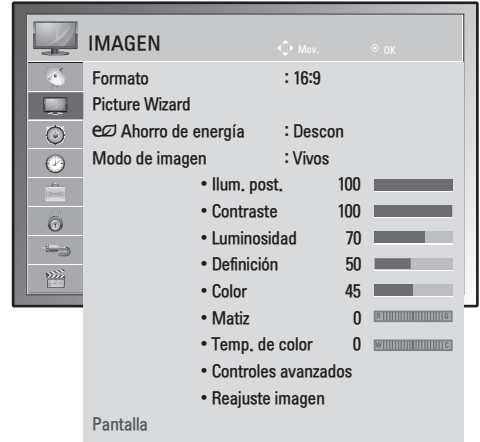 IMAGEN Mov. OK
Formato : 16:9
Picture Wizard
Ahorro de energía : Descon
Modo de imagen : Vivos
• Ilum. post. 100
• Contraste 100
• Luminosidad 70
• Definición 50
• Color 45
• Matiz 0 R G
• Temp. de color 0 W C
• Controles avanzados
• Reajuste imagen
Pantalla